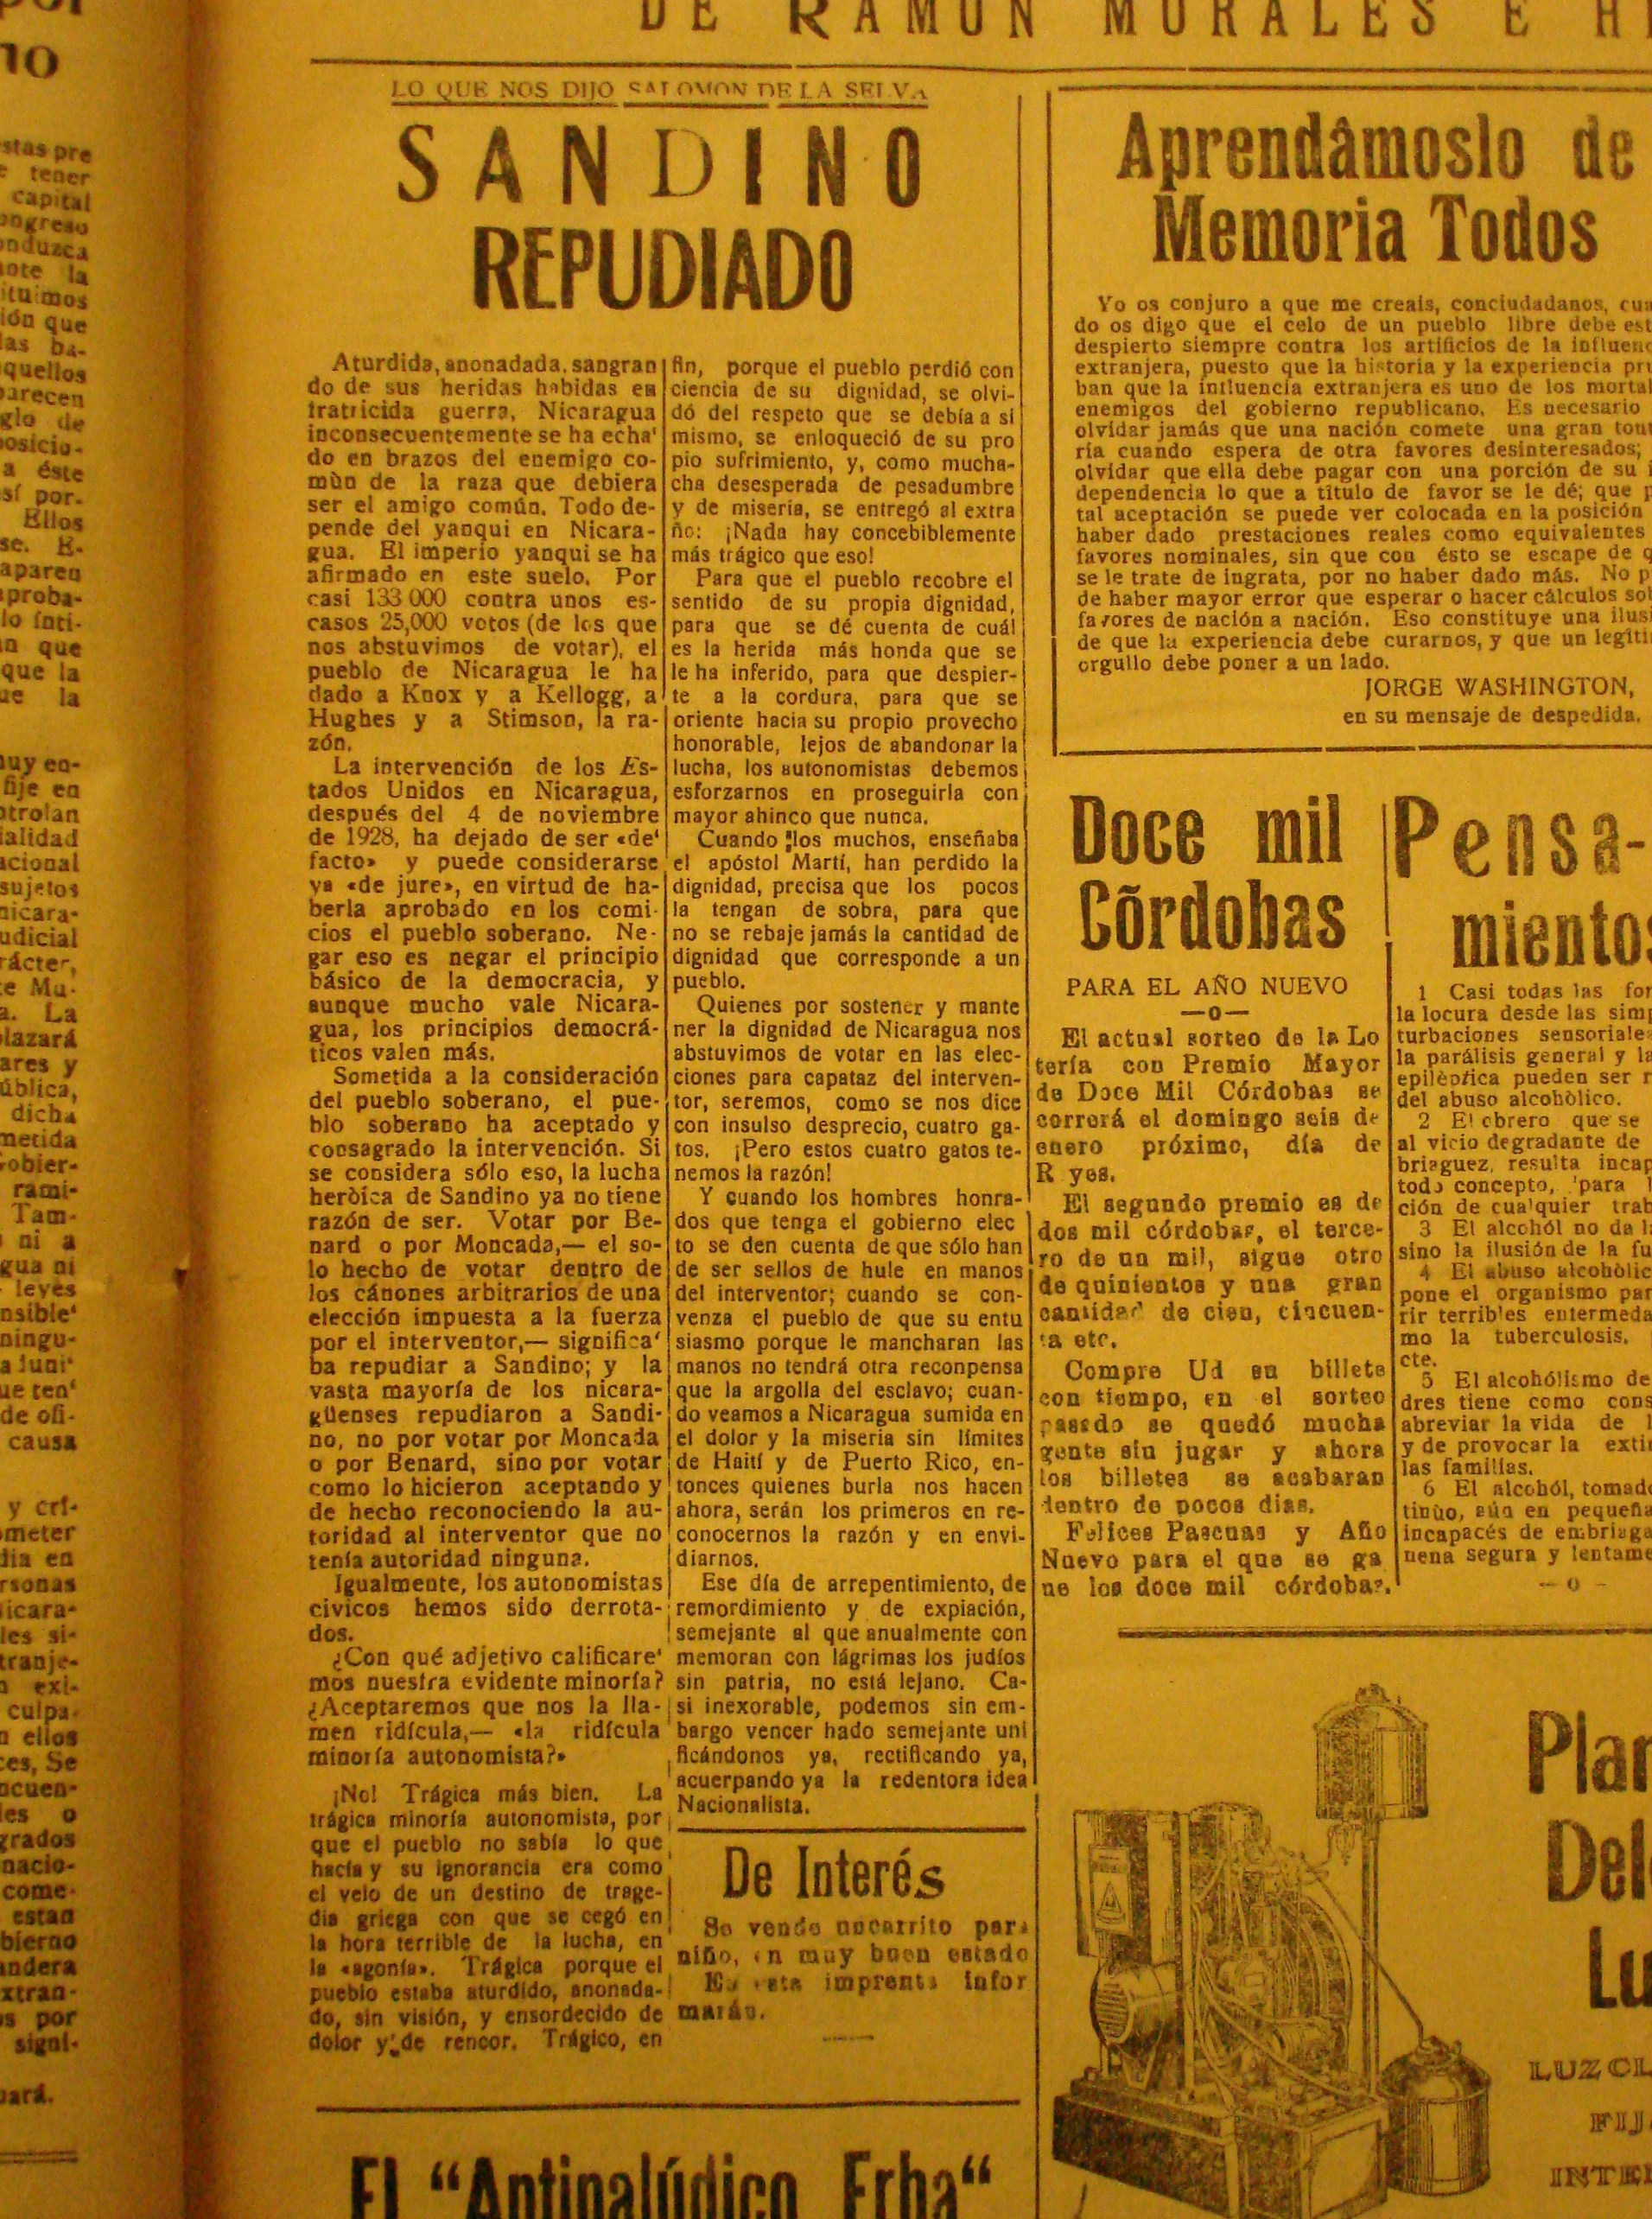 DE RAMON MORALES E H
LO QUE NOS DIJO SALOMON DE LA SELVA
SANDINO
REPUDIADO
Aturdida, anonadada, sangran
do de sus heridas habidas en
fratricida guerra, Nicaragua
inconsecuentemente se ha echa'
do en brazos del enemigo co-
mùn de la raza que debiera
ser el amigo común. Todo de-
pende del yanqui en Nicara-
gua. El imperio yanqui se ha
afirmado en este suelo. Por
casi 133 000 contra unos es-
casos 25,000 votos (de los que
nos abstuvimos de votar), el
pueblo de Nicaragua le ha
dado a Knox y a Kellogg, a
Hughes y a Stimson, la ra-
zón.
La intervención de los Es-
tados Unidos en Nicaragua,
después del 4 de noviembre
de 1928, ha dejado de ser «de'
facto» y puede considerarse
ya «de jure», en virtud de ha-
berla aprobado en los comi-
cios el pueblo soberano. Ne-
gar eso es negar el principio
básico de la democracia, y
aunque mucho vale Nicara-
gua, los principios democrá-
ticos valen más.
Sometida a la consideración
del pueblo soberano, el pue-
blo soberano ha aceptado y
consagrado la intervención. Si
se considera sólo eso, la lucha
heròica de Sandino ya no tiene
razón de ser. Votar por Be-
nard o por Moncada,— el so-
lo hecho de votar dentro de
los cánones arbitrarios de una
elección impuesta a la fuerza
por el interventor,— significa'
ba repudiar a Sandino; y la
vasta mayoría de los nicara-
güenses repudiaron a Sandi-
no, no por votar por Moncada
o por Benard, sino por votar
como lo hicieron aceptando y
de hecho reconociendo la au-
toridad al interventor que no
tenía autoridad ninguna.
Igualmente, los autonomistas
civicos hemos sido derrota-
dos.
¿Con qué adjetivo calificare'
mos nuestra evidente minoría?
¿Aceptaremos que nos la lla-
men ridícula,— «la ridícula
minoría autonomista?»
¡No! Trágica más bien. La
trágica minoría autonomista, por
que el pueblo no sabía lo que
hacía y su ignorancia era como
el velo de un destino de trage-
dia griega con que se cegó en
la hora terrible de la lucha, en
la «agonía». Trágica porque el
pueblo estaba aturdido, anonada-
do, sin visión, y ensordecido de
dolor y de rencor. Trágico, en
fin, porque el pueblo perdió con
ciencia de su dignidad, se olvi-
dó del respeto que se debía a si
mismo, se enloqueció de su pro
pio sufrimiento, y, como mucha-
cha desesperada de pesadumbre
y de miseria, se entregó al extra
ño: ¡Nada hay concebiblemente
más trágico que eso!
Para que el pueblo recobre el
sentido de su propia dignidad,
para que se dé cuenta de cuál
es la herida más honda que se
le ha inferido, para que despier-
te a la cordura, para que se
oriente hacia su propio provecho
honorable, lejos de abandonar la
lucha, los autonomistas debemos
esforzarnos en proseguirla con
mayor ahinco que nunca.
Cuando los muchos, enseñaba
el apóstol Martí, han perdido la
dignidad, precisa que los pocos
la tengan de sobra, para que
no se rebaje jamás la cantidad de
dignidad que corresponde a un
pueblo.
Quienes por sostener y mante
ner la dignidad de Nicaragua nos
abstuvimos de votar en las elec-
ciones para capataz del interven-
tor, seremos, como se nos dice
con insulso desprecio, cuatro ga-
tos. ¡Pero estos cuatro gatos te-
nemos la razón!
Y cuando los hombres honra-
dos que tenga el gobierno elec
to se den cuenta de que sólo han
de ser sellos de hule en manos
del interventor; cuando se con-
venza el pueblo de que su entu
siasmo porque le mancharan las
manos no tendrá otra reconpensa
que la argolla del esclavo; cuan-
do veamos a Nicaragua sumida en
el dolor y la miseria sin límites
de Haití y de Puerto Rico, en-
tonces quienes burla nos hacen
ahora, serán los primeros en re-
conocernos la razón y en envi-
diarnos.
Ese día de arrepentimiento, de
remordimiento y de expiación,
semejante al que anualmente con
memoran con lágrimas los judíos
sin patria, no está lejano. Ca-
si inexorable, podemos sin em-
bargo vencer hado semejante uni
ficándonos ya, rectificando ya,
acuerpando ya la redentora idea
Nacionalista.
De Interés
Se vende uncarrito para
niño, en muy buen estado
En esta imprenta infor
marán.
El “Antipalúdico Erba“
Aprendâmoslo de
Memoria Todos
Yo os conjuro a que me creais, conciudadanos, cua
do os digo que el celo de un pueblo libre debe est
despierto siempre contra los artificios de la influenc
extranjera, puesto que la historia y la experiencia pru
ban que la influencia extranjera es uno de los mortal
enemigos del gobierno republicano. Es necesario
olvidar jamás que una nación comete una gran tont
ría cuando espera de otra favores desinteresados;
olvidar que ella debe pagar con una porción de su i
dependencia lo que a título de favor se le dé; que p
tal aceptación se puede ver colocada en la posición
haber dado prestaciones reales como equivalentes
favores nominales, sin que con ésto se escape de q
se le trate de ingrata, por no haber dado más. No p
de haber mayor error que esperar o hacer cálculos sob
favores de nación a nación. Eso constituye una ilusi
de que la experiencia debe curarnos, y que un legîti
orgullo debe poner a un lado.
JORGE WASHINGTON,
en su mensaje de despedida.
Doce mil
Cõrdobas
PARA EL AÑO NUEVO
—o—
El actual sorteo de la Lo
tería con Premio Mayor
de Doce Mil Córdobas se
correrá el domingo seis de
enero próximo, día de
R yes.
El segundo premio es de
dos mil córdobas, el terce-
ro de un mil, sigue otro
de quinientos y una gran
cantidad de cien, cincuen-
ta etc.
Compre Ud su billete
con tiempo, en el sorteo
pasado se quedó mucha
gente sin jugar y ahora
los billetes se acabaran
dentro de pocos dias.
Felices Pascuas y Año
Nuevo para el que se ga
ne los doce mil córdobas.
Pensa-
mientos
1 Casi todas las for
la locura desde las simp
turbaciones sensoriale
la parálisis general y la
epilèptica pueden ser r
del abuso alcohòlico.
2 El obrero que se
al vicio degradante de
briaguez, resulta incap
todo concepto, para l
ción de cualquier trab
3 El alcohól no da la
sino la ilusión de la fu
4 El abuso alcohòlic
pone el organismo par
rir terribles enfermeda
mo la tuberculosis,
cte.
5 El alcohólismo de
dres tiene como cons
abreviar la vida de l
y de provocar la exti
las familias.
6 El alcohól, tomado
tinùo, aún en pequeña
incapacés de embriaga
nena segura y lentame
— o —
Plan
Delc
Lu
LUZ CL
FIJ
INTE